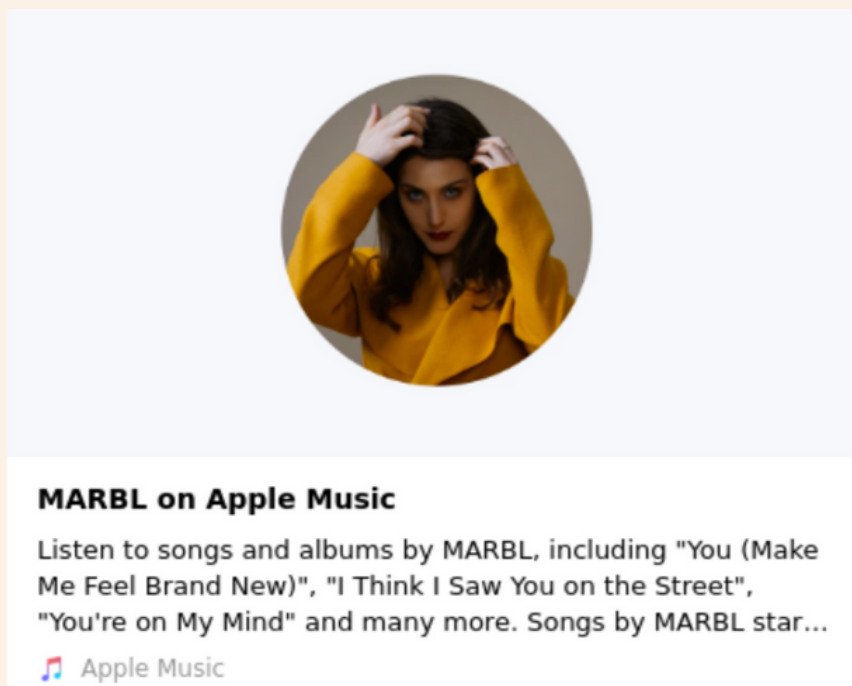 MARBL on Apple Music
Listen to songs and albums by MARBL, including "You (Make
Me Feel Brand New)", "I Think I Saw You on the Street",
"You're on My Mind" and many more. Songs by MARBL star...
Apple Music